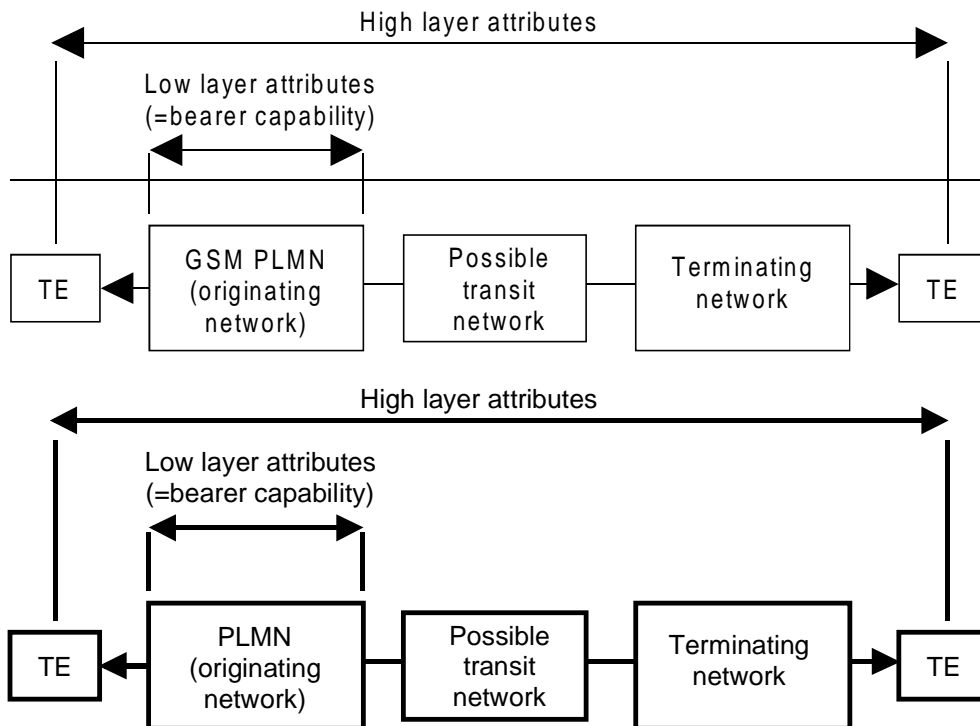 High layer attributes
Low layer attributes
(=bearer capability)
TE
GSM PLMN
(originating
network)
Possible
transit
network
Terminating
network
TE
High layer attributes
Low layer attributes
(=bearer capability)
TE
PLMN
(originating
network)
Possible
transit
network
Terminating
network
TE